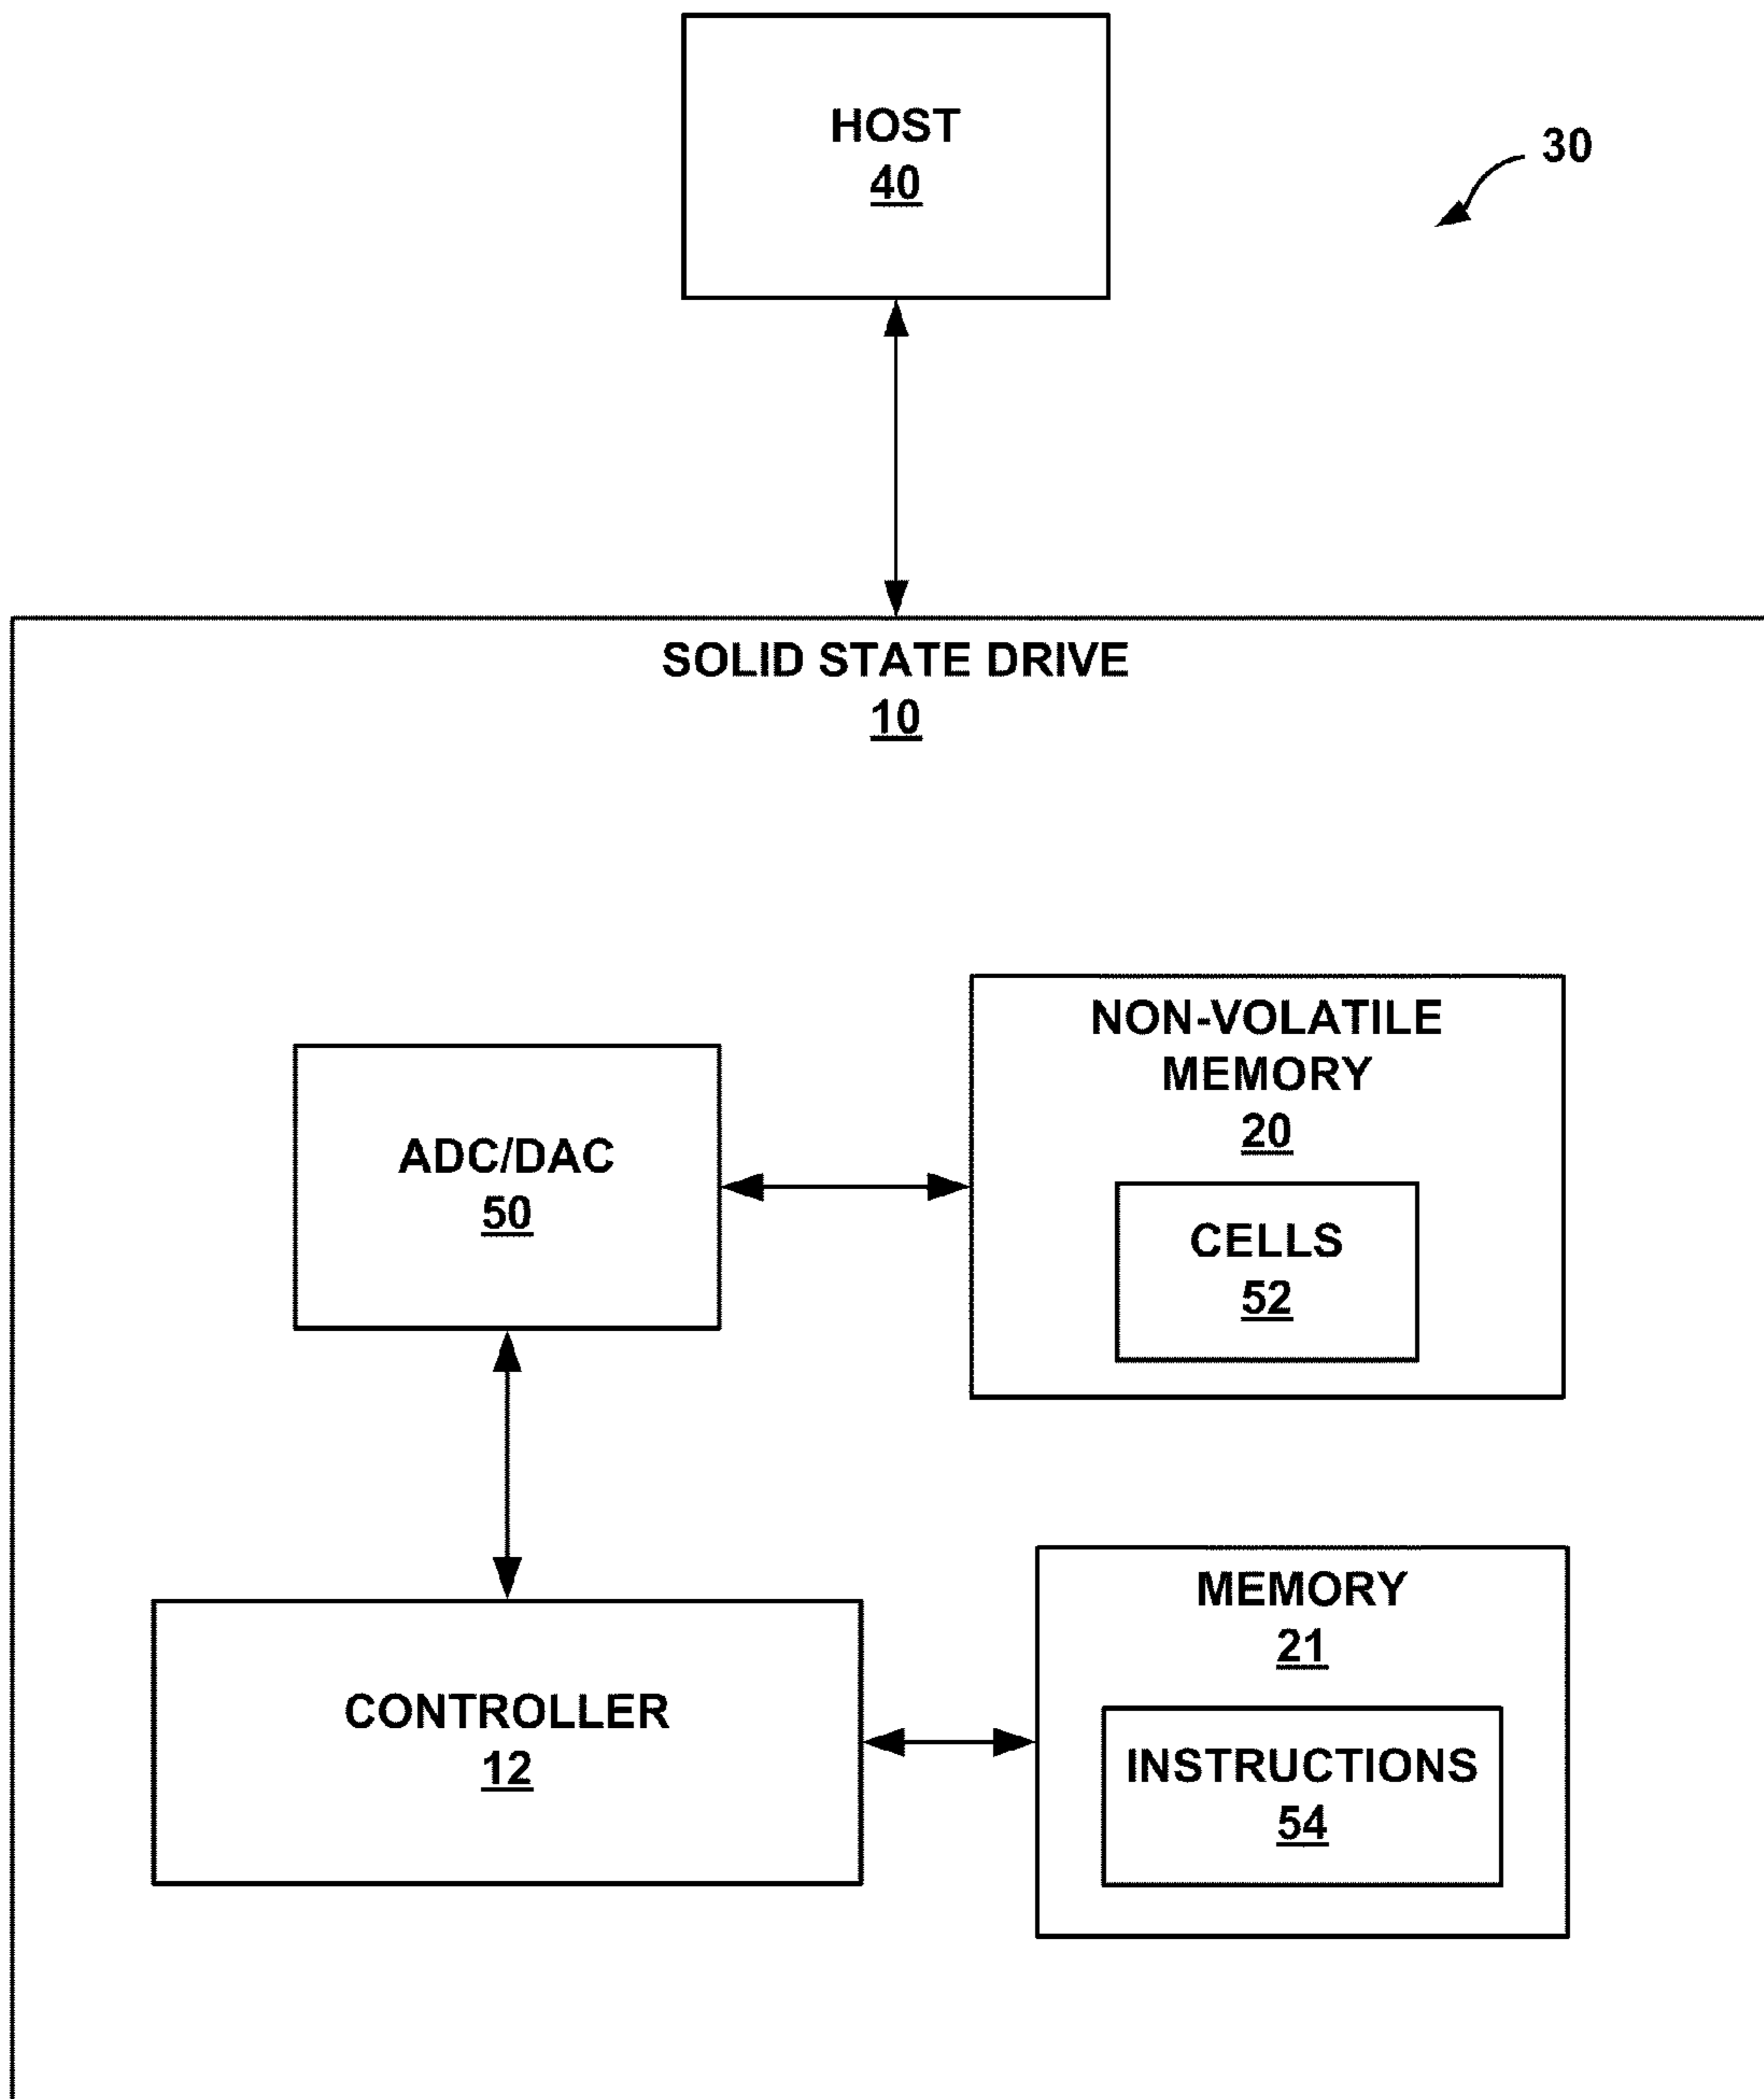 HOST
40
30
SOLID STATE DRIVE
10
NON-VOLATILE
MEMORY
20
ADC/DAC
50
CELLS
52
MEMORY
21
CONTROLLER
12
INSTRUCTIONS
54